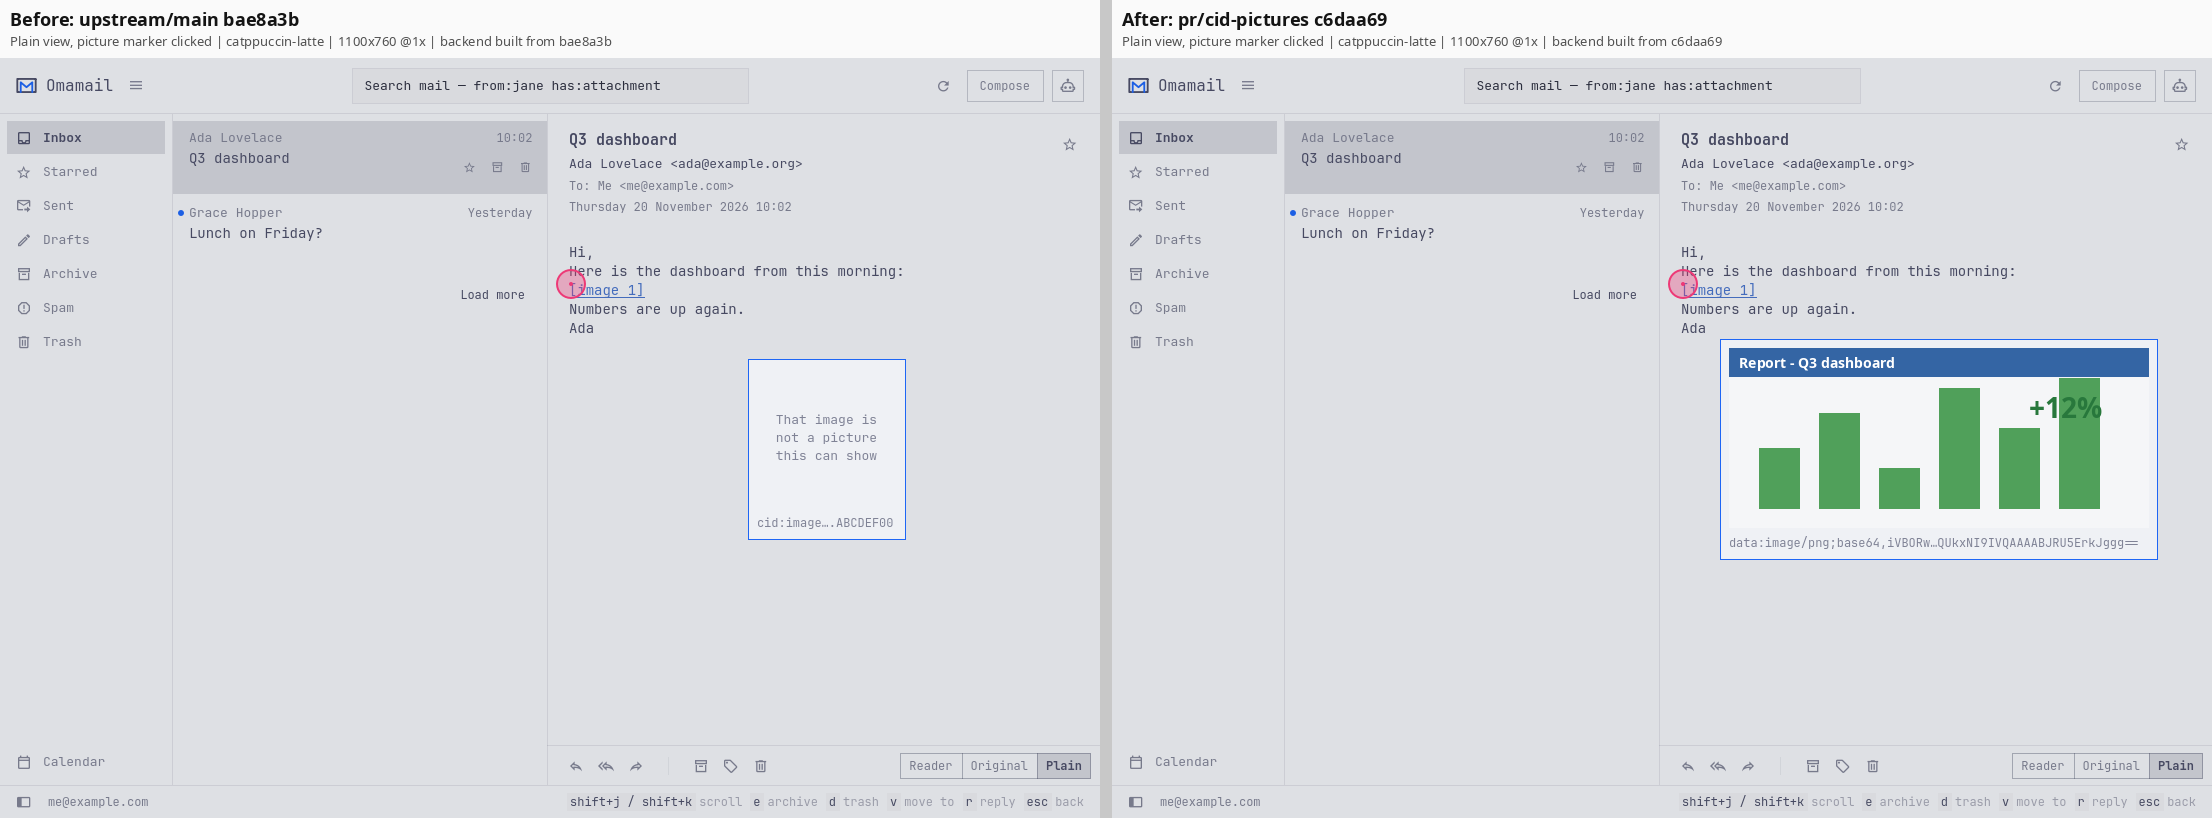 Before: upstream/main bae8a3b
Plain view, picture marker clicked | catppuccin-latte | 1100x760 @1x | backend built from bae8a3b
Omamail
Search mail — from:jane has:attachment
Compose
Inbox
Starred
Sent
Drafts
Archive
Spam
Trash
Calendar
Ada Lovelace 10:02
Q3 dashboard
Grace Hopper Yesterday
Lunch on Friday?
Load more
Q3 dashboard
Ada Lovelace <ada@example.org>
To: Me <me@example.com>
Thursday 20 November 2026 10:02
Hi,
Here is the dashboard from this morning:
[image 1]
Numbers are up again.
Ada
That image is
not a picture
this can show
cid:image….ABCDEF00
Reader Original Plain
me@example.com
shift+j / shift+k scroll e archive d trash v move to r reply esc back
After: pr/cid-pictures c6daa69
Plain view, picture marker clicked | catppuccin-latte | 1100x760 @1x | backend built from c6daa69
Omamail
Search mail — from:jane has:attachment
Compose
Inbox
Starred
Sent
Drafts
Archive
Spam
Trash
Calendar
Ada Lovelace 10:02
Q3 dashboard
Grace Hopper Yesterday
Lunch on Friday?
Load more
Q3 dashboard
Ada Lovelace <ada@example.org>
To: Me <me@example.com>
Thursday 20 November 2026 10:02
Hi,
Here is the dashboard from this morning:
[image 1]
Numbers are up again.
Ada
Report - Q3 dashboard
+12%
data:image/png;base64,iVBORw…QUkxNI9IVQAAAABJRU5ErkJggg==
Reader Original Plain
me@example.com
shift+j / shift+k scroll e archive d trash v move to r reply esc back